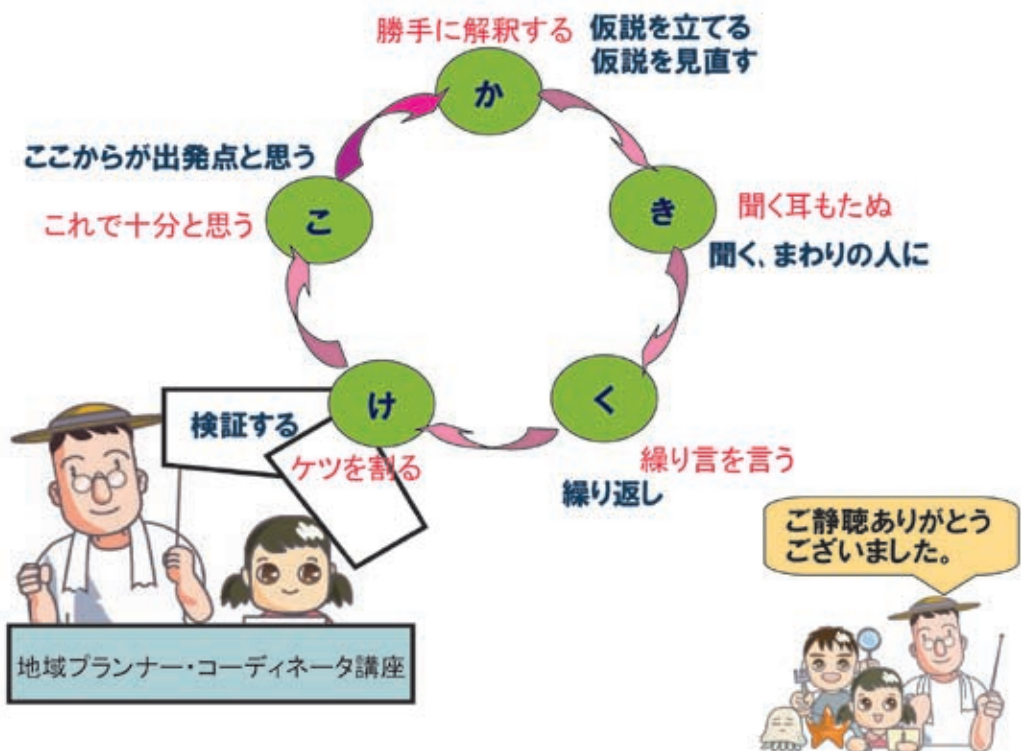 勝手に解釈する
仮説を立てる
仮説を見直す
か
ここからが出発点と思う
これで十分と思う
こ
き
聞く耳もたぬ
聞く、まわりの人に
け
く
検証する
ケツを割る
繰り言を言う
繰り返し
ご静聴ありがとう
ございました。
地域プランナー・コーディネータ講座